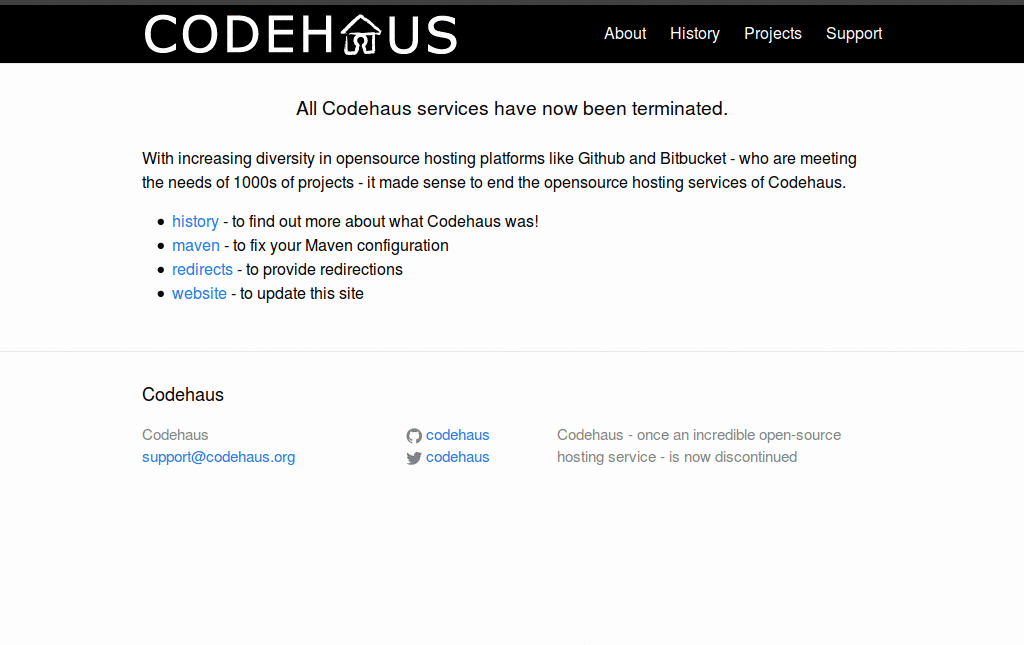 CODEHAUS
About History Projects Support
All Codehaus services have now been terminated.
With increasing diversity in opensource hosting platforms like Github and Bitbucket - who are meeting
the needs of 1000s of projects - it made sense to end the opensource hosting services of Codehaus.
history - to find out more about what Codehaus was!
maven - to fix your Maven configuration
redirects - to provide redirections
website - to update this site
Codehaus
Codehaus
support@codehaus.org
codehaus
codehaus
Codehaus - once an incredible open-source
hosting service - is now discontinued